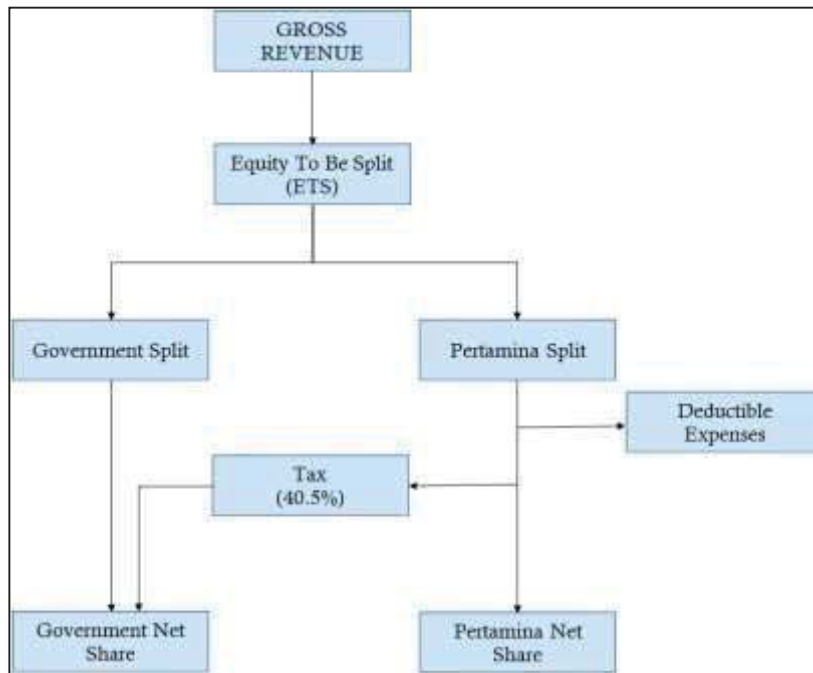 GROSS
REVENUE
Equity To Be Split
(ETS)
Government Split
Pertamina Split
Deductible
Expenses
Tax
(40.5%)
Government Net
Share
Pertamina Net
Share